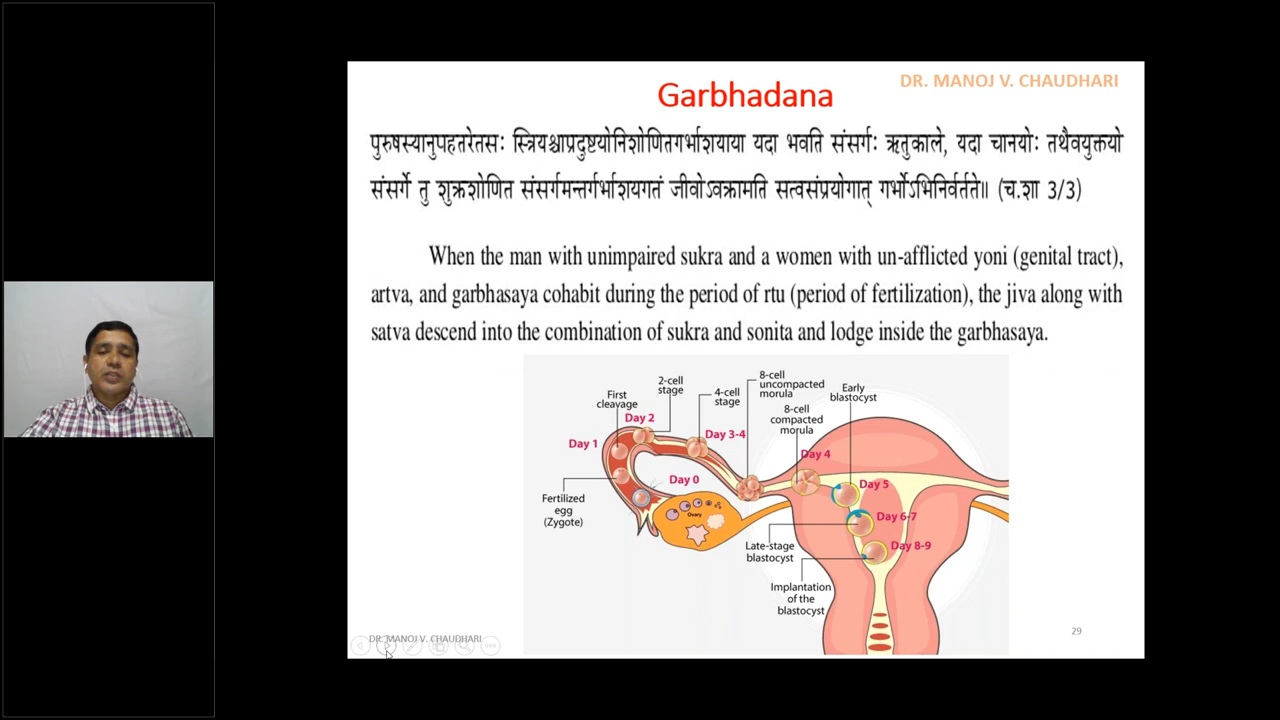 DR. MANOJ V. CHAUDHARI
Garbhadana
पुरुषस्यानुपहतरेतसः स्त्रियश्चाप्रदुष्टयोनिशोणितगर्भाशयाया यदा भवति संसर्गः ऋतुकाले, यदा चानयोः तथैवयुक्तयो
संसर्गे तु शुक्रशोणित संसर्गमन्तर्गर्भाशयगतं जीवोऽवक्रामति सत्वसंप्रयोगात् गर्भोऽभिनिर्वर्तते॥ (च.शा 3/3)
When the man with unimpaired sukra and a women with un-afflicted yoni (genital tract),
artva, and garbhasaya cohabit during the period of rtu (period of fertilization), the jiva along with
satva descend into the combination of sukra and sonita and lodge inside the garbhasaya.
First
cleavage
2-cell
stage
4-cell
stage
8-cell
uncompacted
morula
8-cell
compacted
morula
Early
blastocyst
Day 1
Day 2
Day 3-4
Day 4
Day 0
Day 5
Day 6-7
Day 8-9
Fertilized
egg
(Zygote)
Ovary
Late-stage
blastocyst
Implantation
of the
blastocyst
DR. MANOJ V. CHAUDHARI
29